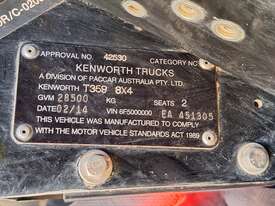 OR/C-0200
APPROVAL NO. 42530 CATEGORY NC
KENWORTH TRUCKS
A DIVISION OF PACCAR AUSTRALIA PTY. LTD.
KENWORTH T359 8X4
GVM 28500 KG SEATS 2
DATE 02/14 VIN 6F5000000 EA 451305
THIS VEHICLE WAS MANUFACTURED TO COMPLY
WITH THE MOTOR VEHICLE STANDARDS ACT 1989